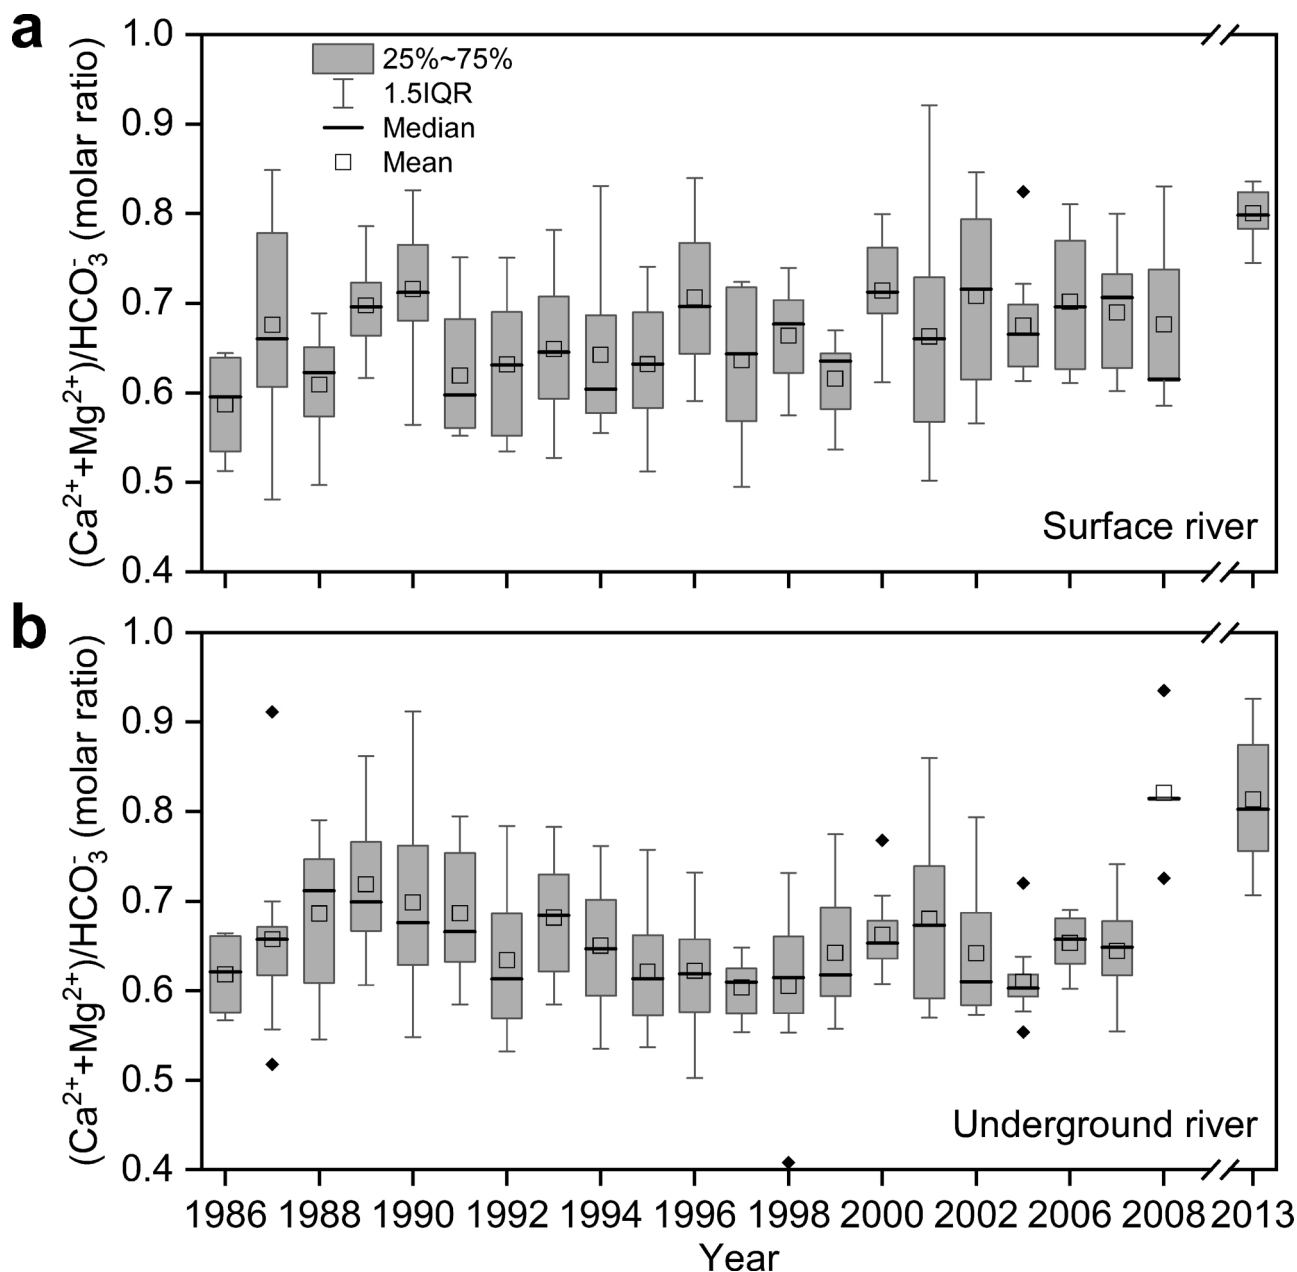 a
(Ca²⁺+Mg²⁺)/HCO₃⁻ (molar ratio)
1.0
0.9
0.8
0.7
0.6
0.5
0.4
25%~75%
1.5IQR
Median
Mean
Surface river
b
(Ca²⁺+Mg²⁺)/HCO₃⁻ (molar ratio)
1.0
0.9
0.8
0.7
0.6
0.5
0.4
Underground river
1986 1988 1990 1992 1994 1996 1998 2000 2002 2006 2008 2013
Year